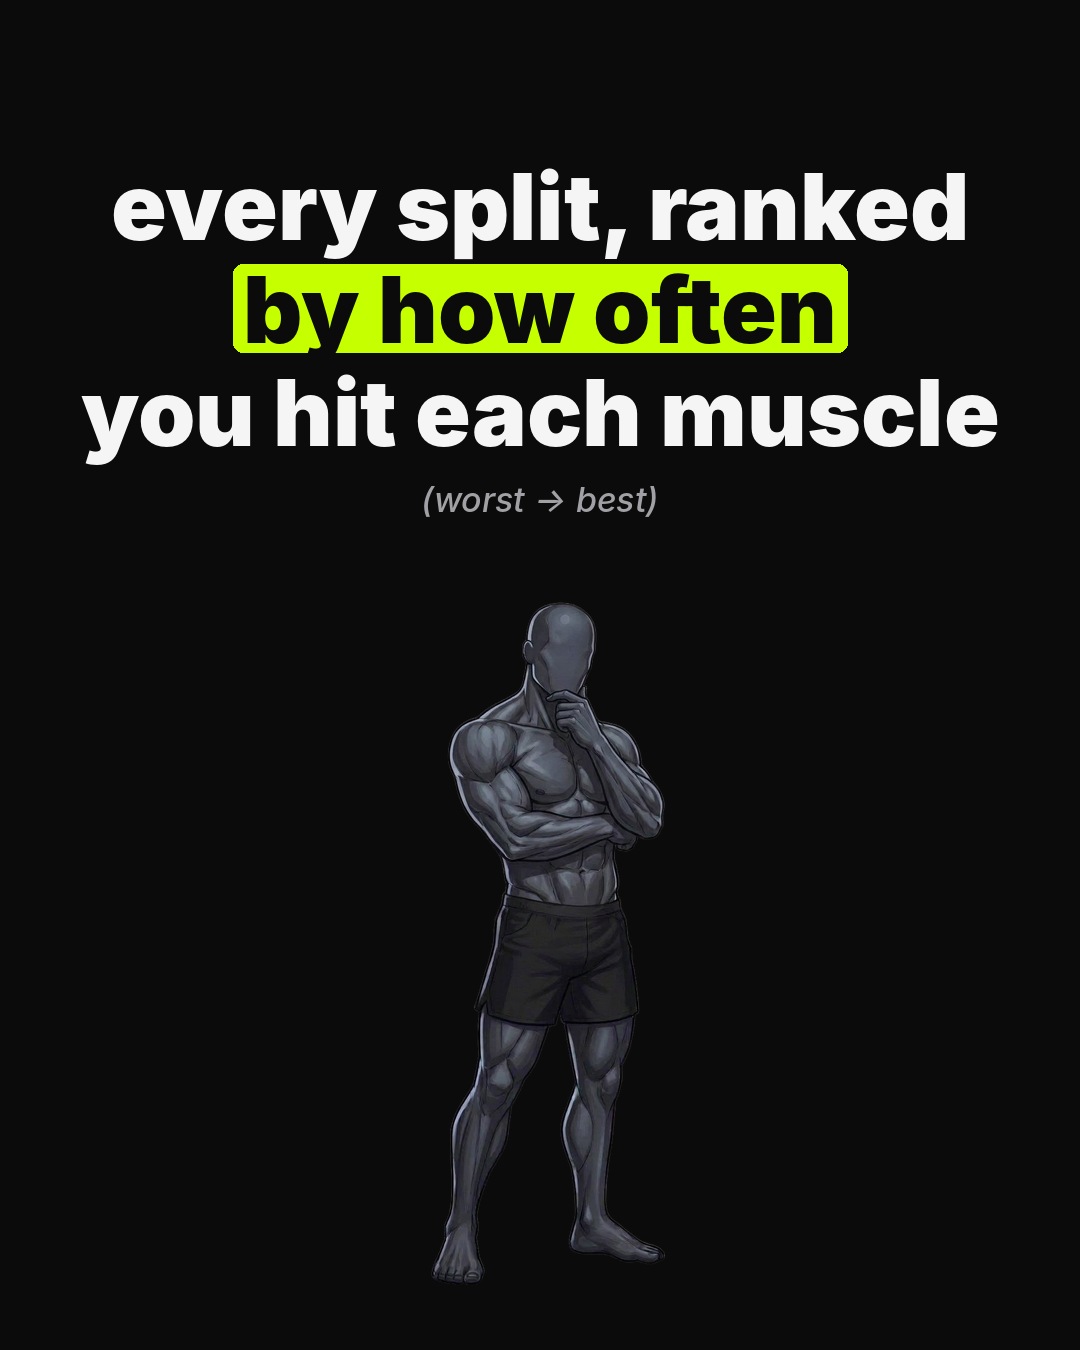 every split, ranked
by how often
you hit each muscle
(worst → best)